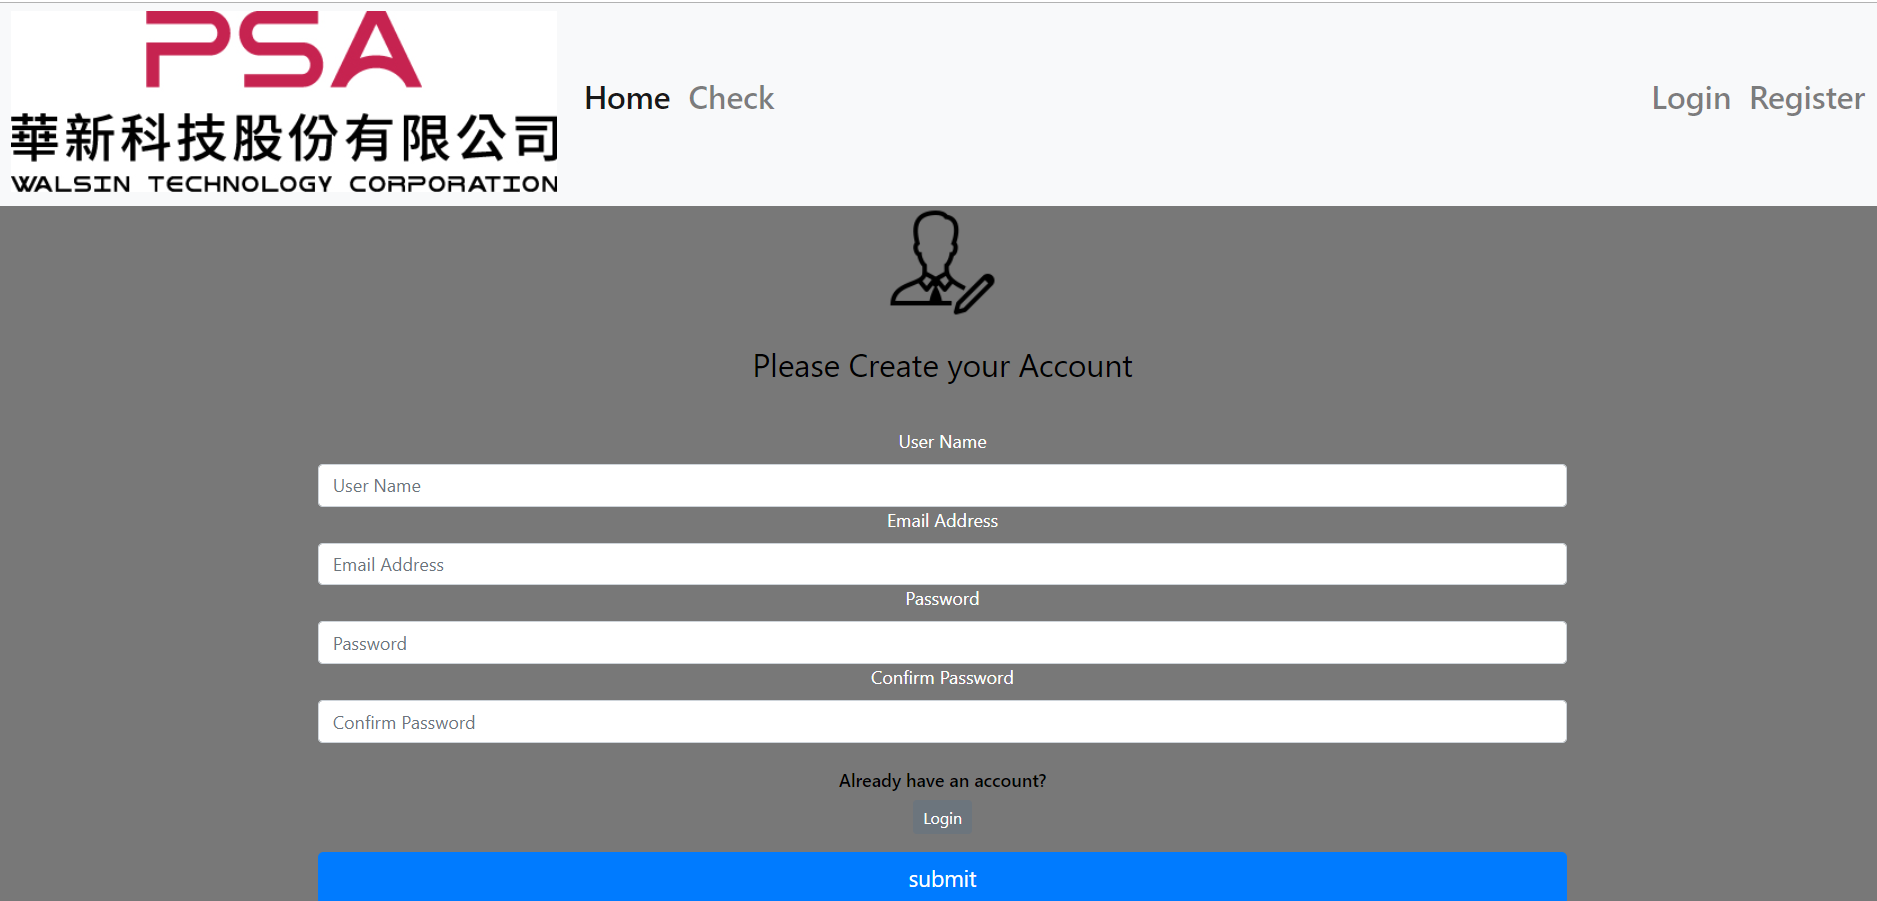 PSA
華新科技股份有限公司
WALSIN TECHNOLOGY CORPORATION
Home Check Login Register
Please Create your Account
User Name
User Name
Email Address
Email Address
Password
Password
Confirm Password
Confirm Password
Already have an account?
Login
submit